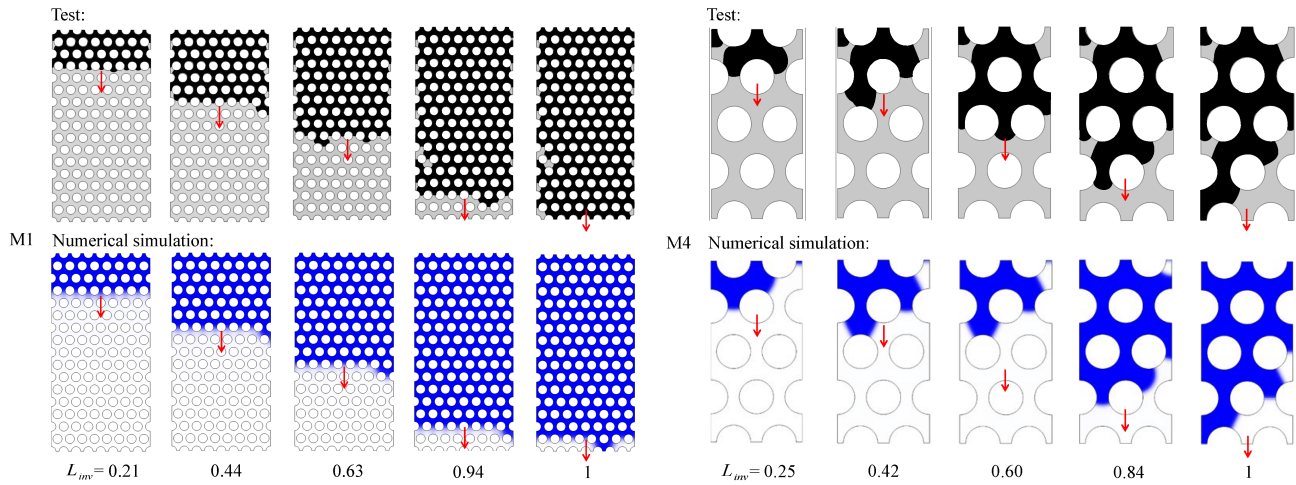 Test:
Test:
M1 Numerical simulation:
M4 Numerical simulation:
L_inv = 0.21 0.44 0.63 0.94 1
L_inv = 0.25 0.42 0.60 0.84 1